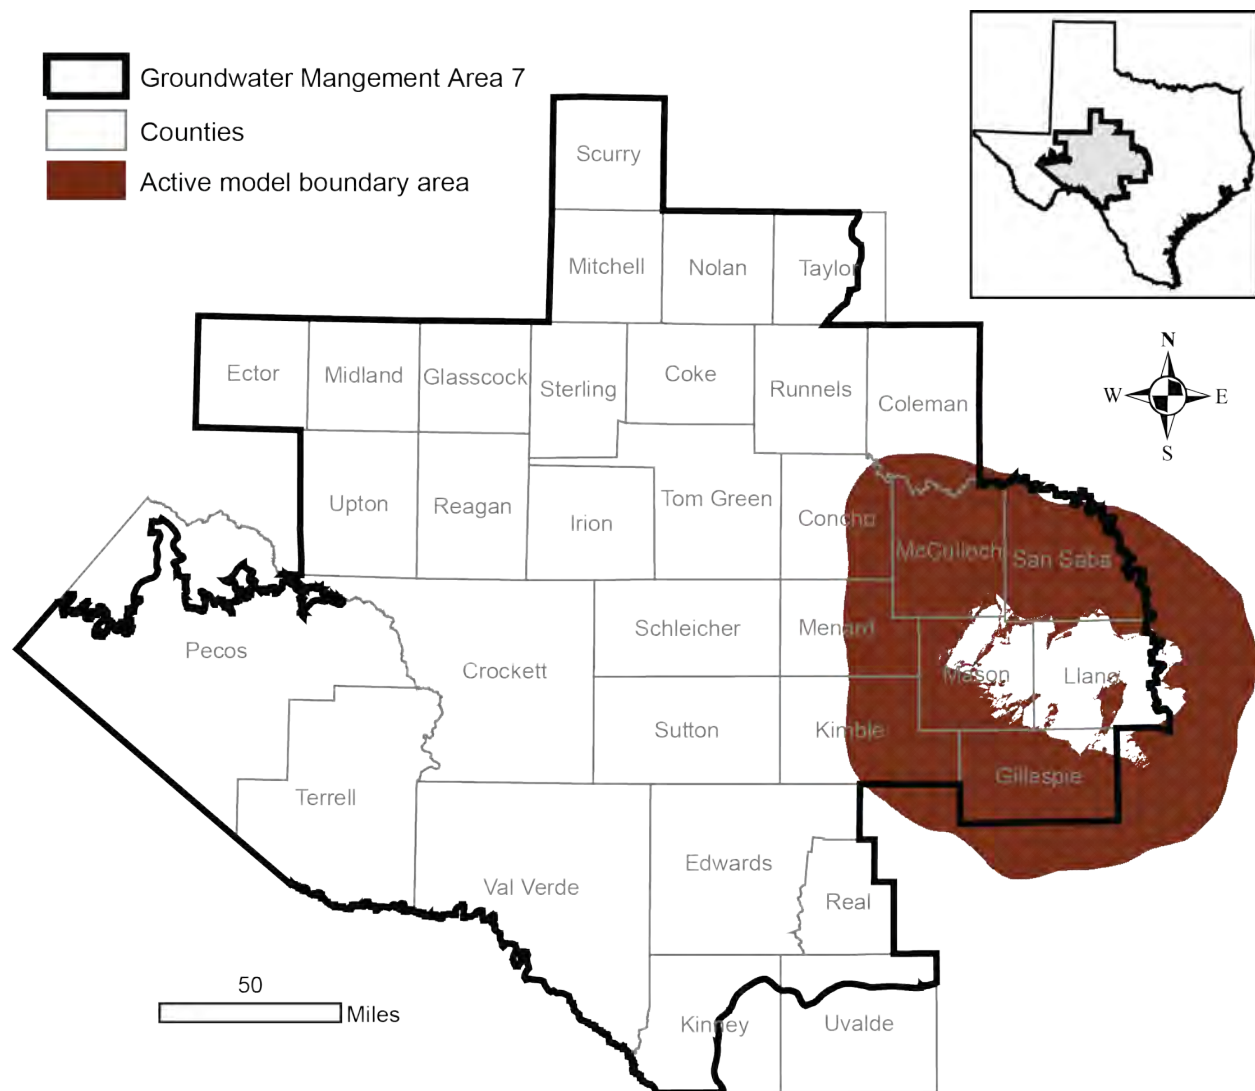 Groundwater Mangement Area 7
Counties
Active model boundary area
Scurry
Mitchell
Nolan
Taylor
Ector
Midland
Glasscock
Sterling
Coke
Runnels
Coleman
N
W
E
S
Upton
Reagan
Irion
Tom Green
Concho
McCulloch
San Saba
Pecos
Crockett
Schleicher
Menard
Mason
Llano
Sutton
Kimble
Gillespie
Terrell
Val Verde
Edwards
Real
Kinney
Uvalde
50
Miles